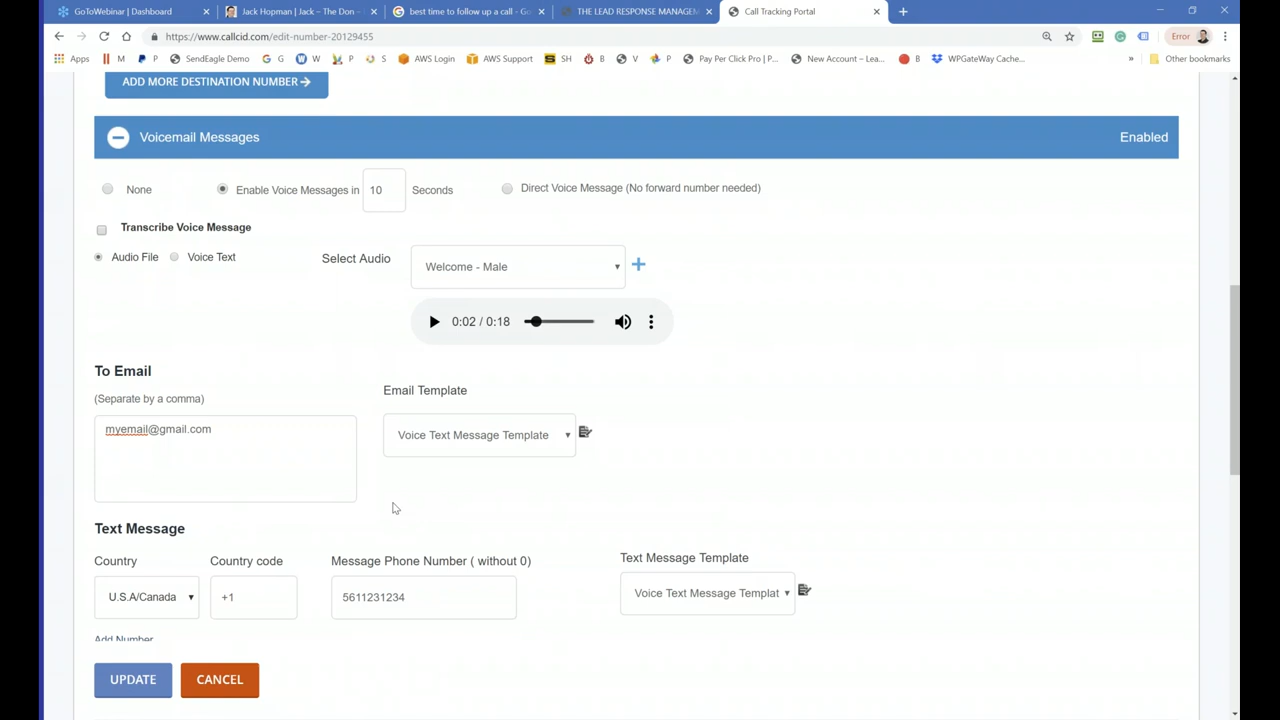 GoToWebinar | Dashboard
Jack Hopman | Jack – The Don –
best time to follow up a call - Go
THE LEAD RESPONSE MANAGEM
Call Tracking Portal
https://www.callcid.com/edit-number-20129455
Error
Apps M P SendEagle Demo G W P S AWS Login AWS Support SH B V P Pay Per Click Pro | P... New Account – Lea... B WPGateWay Cache... » Other bookmarks
ADD MORE DESTINATION NUMBER
Voicemail Messages Enabled
None Enable Voice Messages in 10 Seconds Direct Voice Message (No forward number needed)
Transcribe Voice Message
Audio File Voice Text Select Audio Welcome - Male
0:02 / 0:18
To Email
Email Template
(Separate by a comma)
myemail@gmail.com
Voice Text Message Template
Text Message
Country Country code Message Phone Number ( without 0) Text Message Template
U.S.A/Canada +1 5611231234 Voice Text Message Templat
Add Number
UPDATE CANCEL